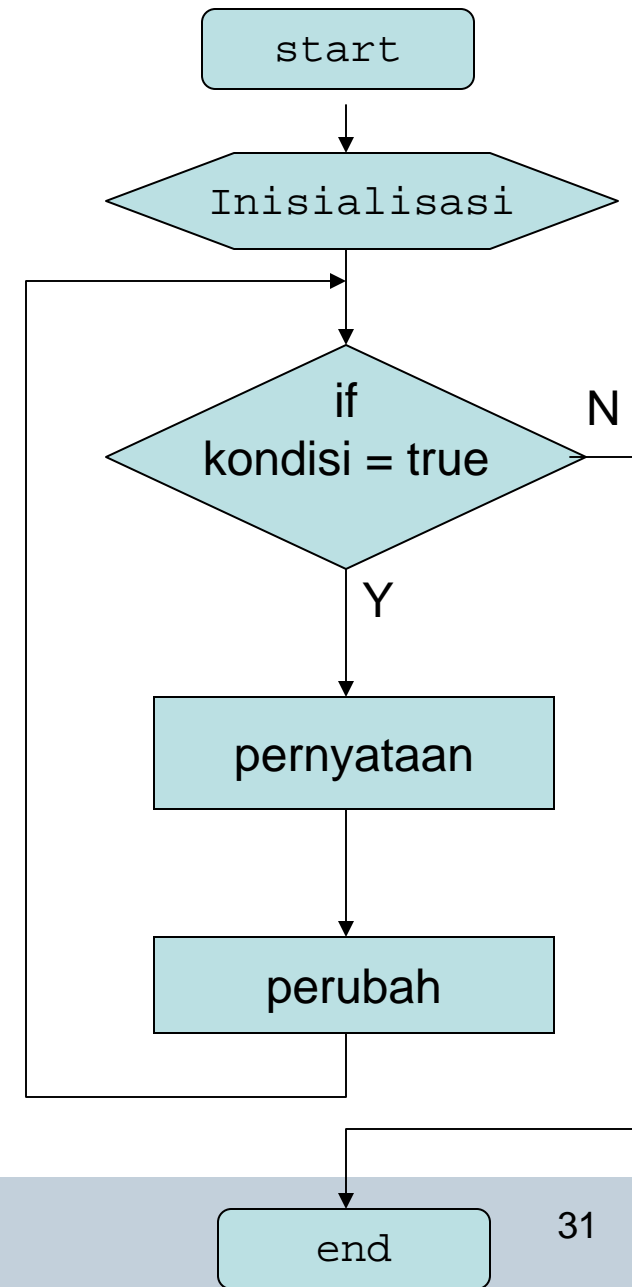 start
Inisialisasi
if
kondisi = true
N
Y
pernyataan
perubah
end
31